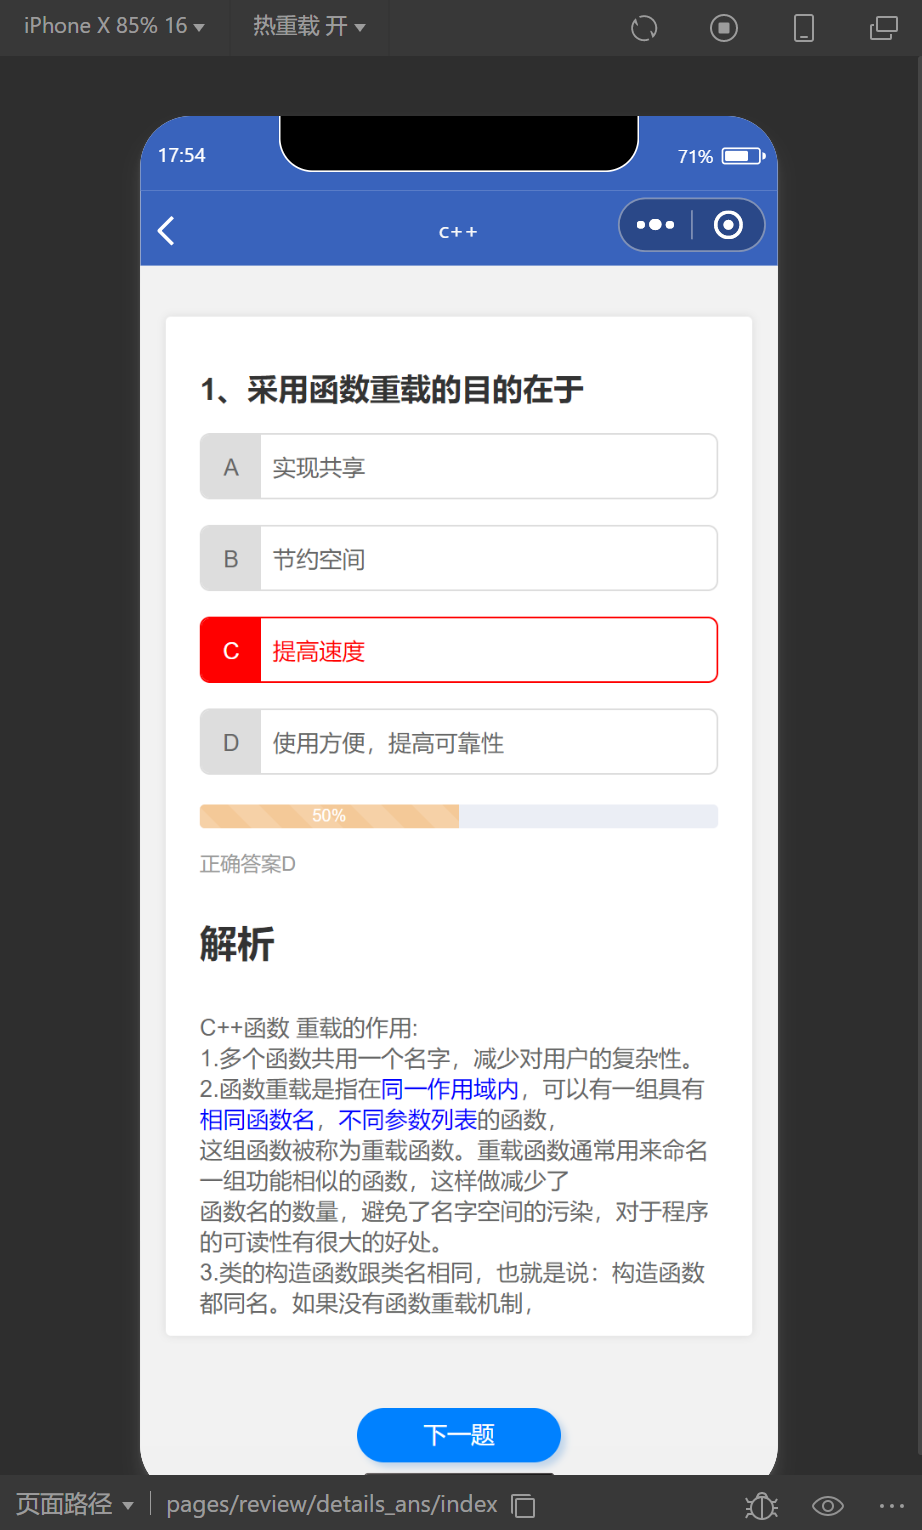 iPhone X 85% 16 热重载 开
17:54 71%
c++
1、采用函数重载的目的在于
A 实现共享
B 节约空间
C 提高速度
D 使用方便，提高可靠性
50%
正确答案D
解析
C++函数 重载的作用:
1.多个函数共用一个名字，减少对用户的复杂性。
2.函数重载是指在同一作用域内，可以有一组具有
相同函数名，不同参数列表的函数，
这组函数被称为重载函数。重载函数通常用来命名
一组功能相似的函数，这样做减少了
函数名的数量，避免了名字空间的污染，对于程序
的可读性有很大的好处。
3.类的构造函数跟类名相同，也就是说：构造函数
都同名。如果没有函数重载机制，
下一题
页面路径 pages/review/details_ans/index